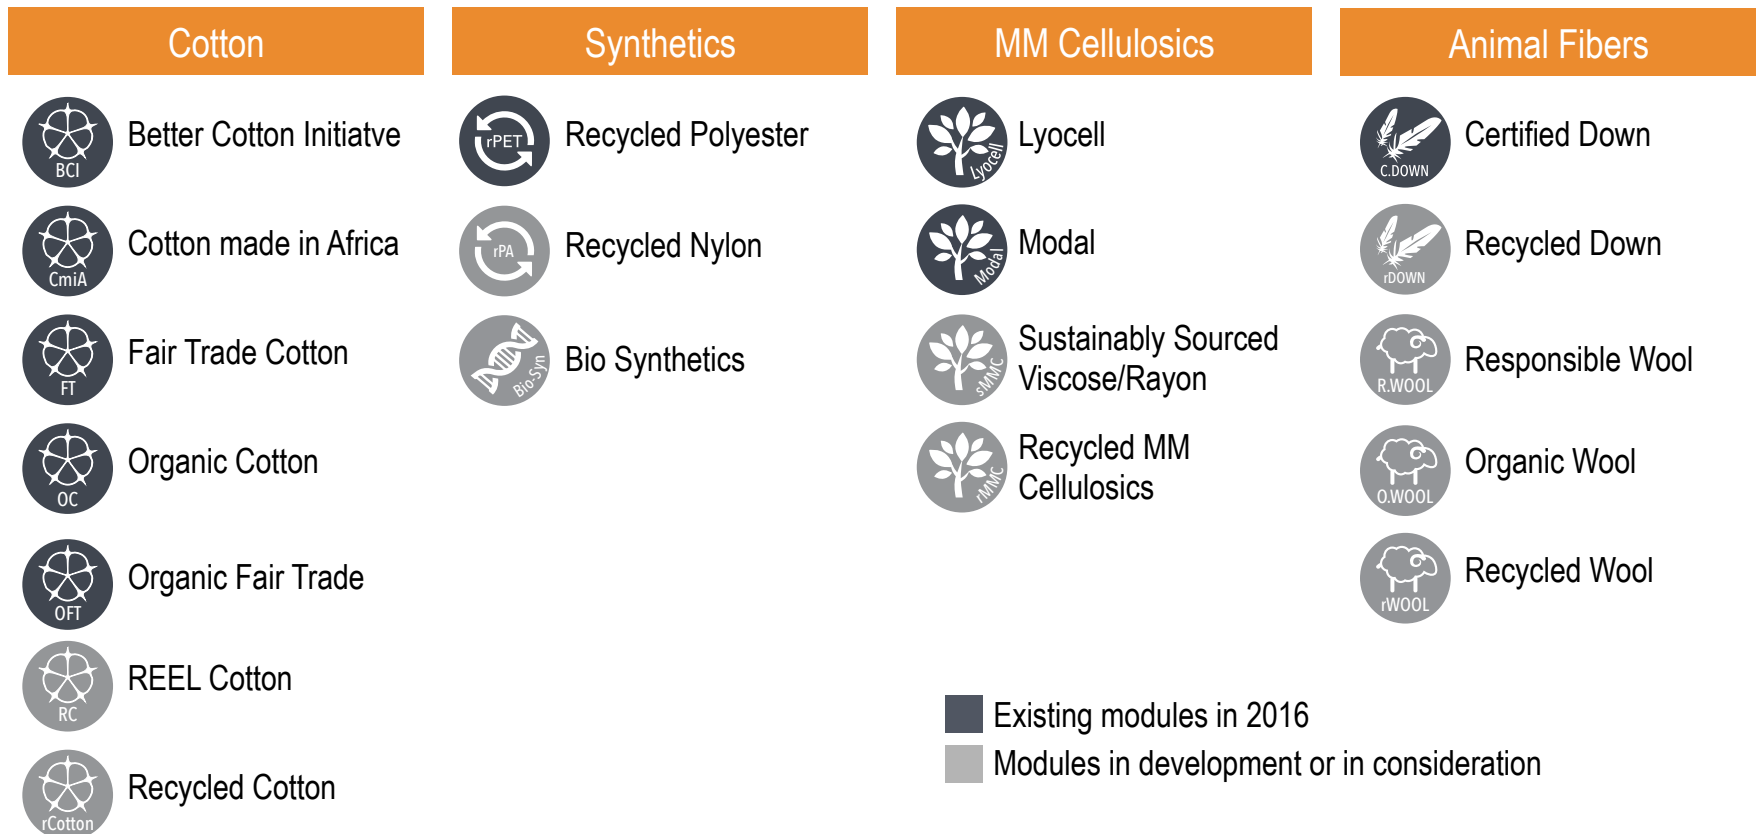 Cotton
BCI
Better Cotton Initiatve
CmiA
Cotton made in Africa
FT
Fair Trade Cotton
OC
Organic Cotton
OFT
Organic Fair Trade
RC
REEL Cotton
rCotton
Recycled Cotton
Synthetics
rPET
Recycled Polyester
rPA
Recycled Nylon
Bio-Syn
Bio Synthetics
MM Cellulosics
Lyocell
Lyocell
Modal
Modal
sMMC
Sustainably Sourced
Viscose/Rayon
rMMC
Recycled MM
Cellulosics
Animal Fibers
C.DOWN
Certified Down
rDOWN
Recycled Down
R.WOOL
Responsible Wool
O.WOOL
Organic Wool
rWOOL
Recycled Wool
Existing modules in 2016
Modules in development or in consideration